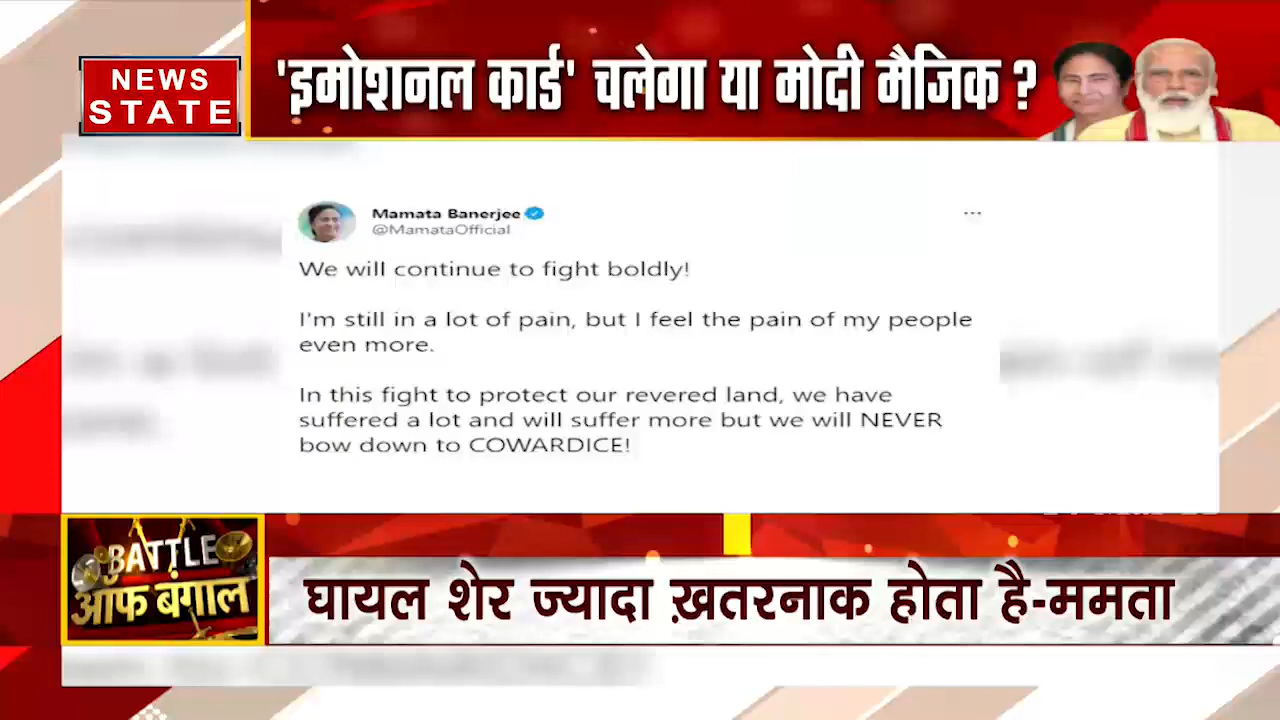 NEWS
STATE
'इमोशनल कार्ड' चलेगा या मोदी मैजिक ?
Mamata Banerjee
@MamataOfficial
We will continue to fight boldly!
I'm still in a lot of pain, but I feel the pain of my people
even more.
In this fight to protect our revered land, we have
suffered a lot and will suffer more but we will NEVER
bow down to COWARDICE!
BATTLE
ऑफ बंगाल
घायल शेर ज्यादा ख़तरनाक होता है-ममता